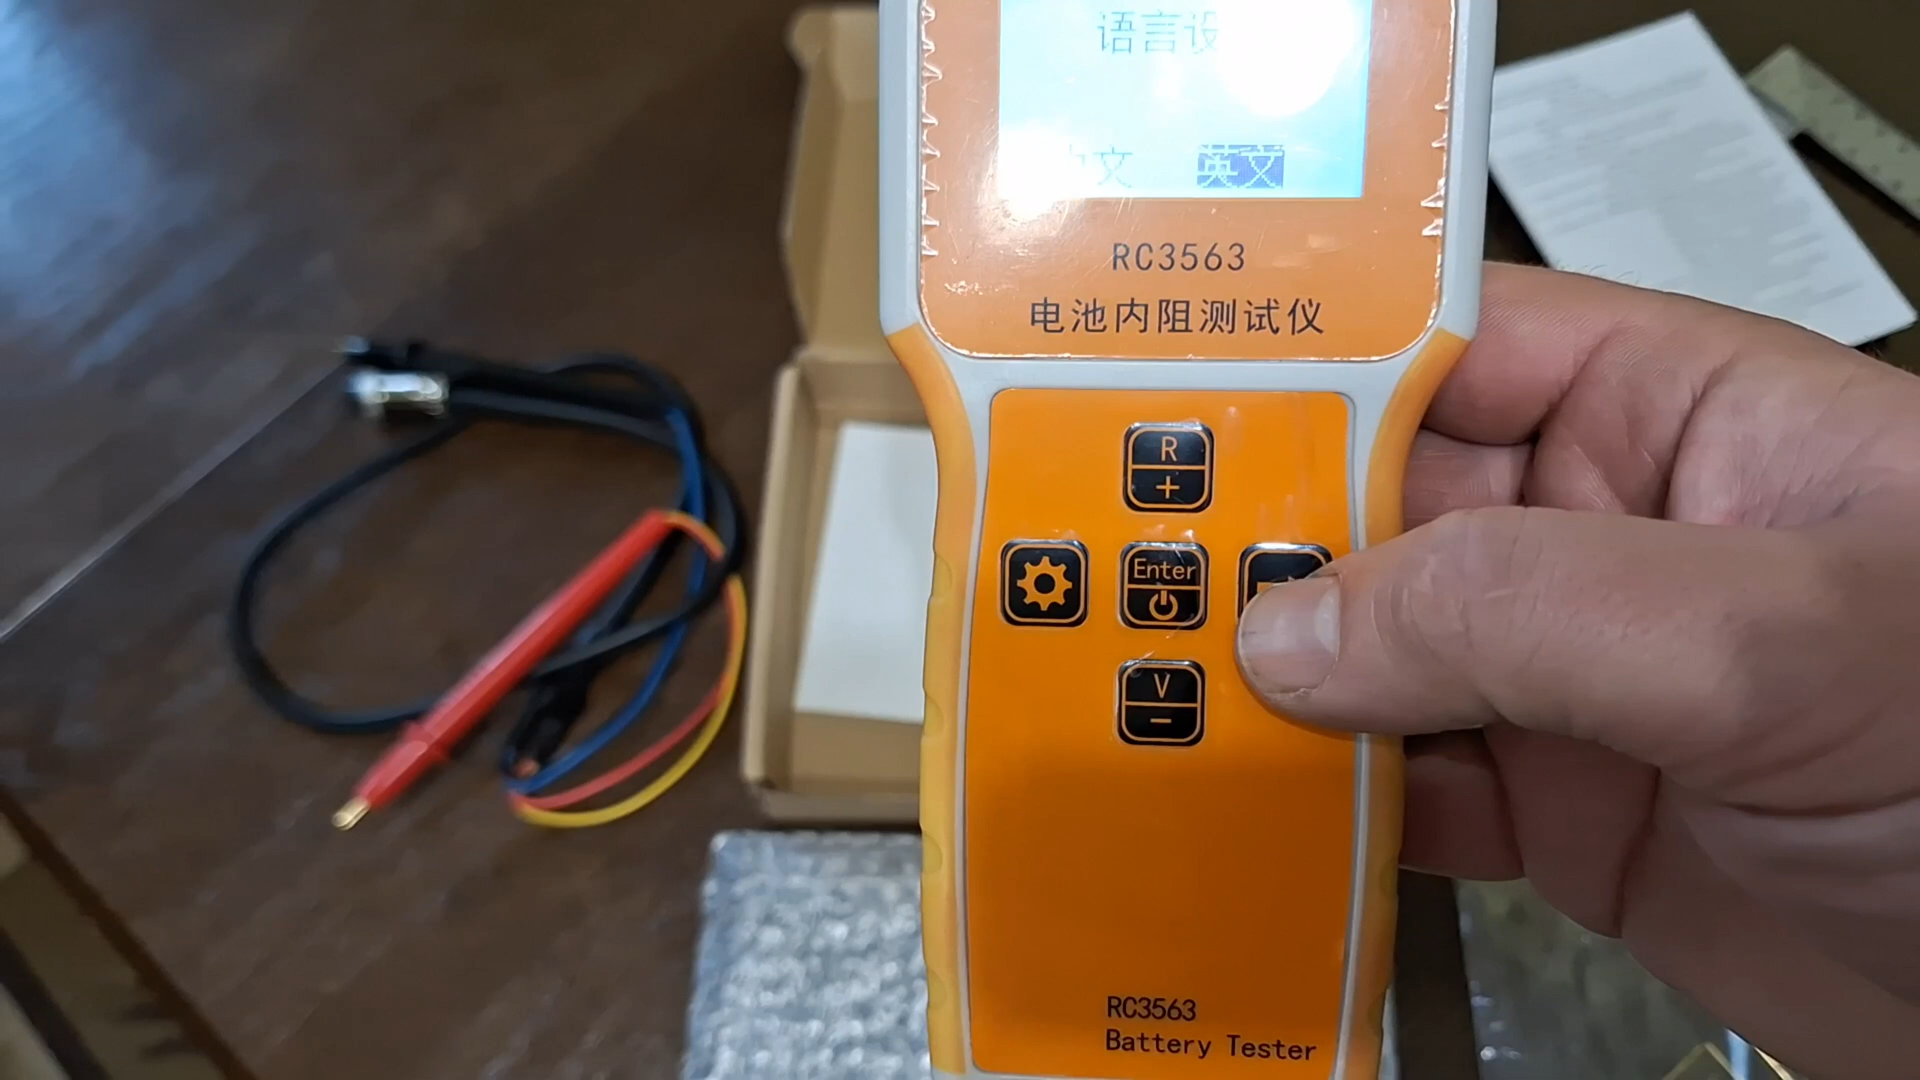 语言设
文 英文
RC3563
电池内阻测试仪
R
+
Enter
V
-
RC3563
Battery Tester